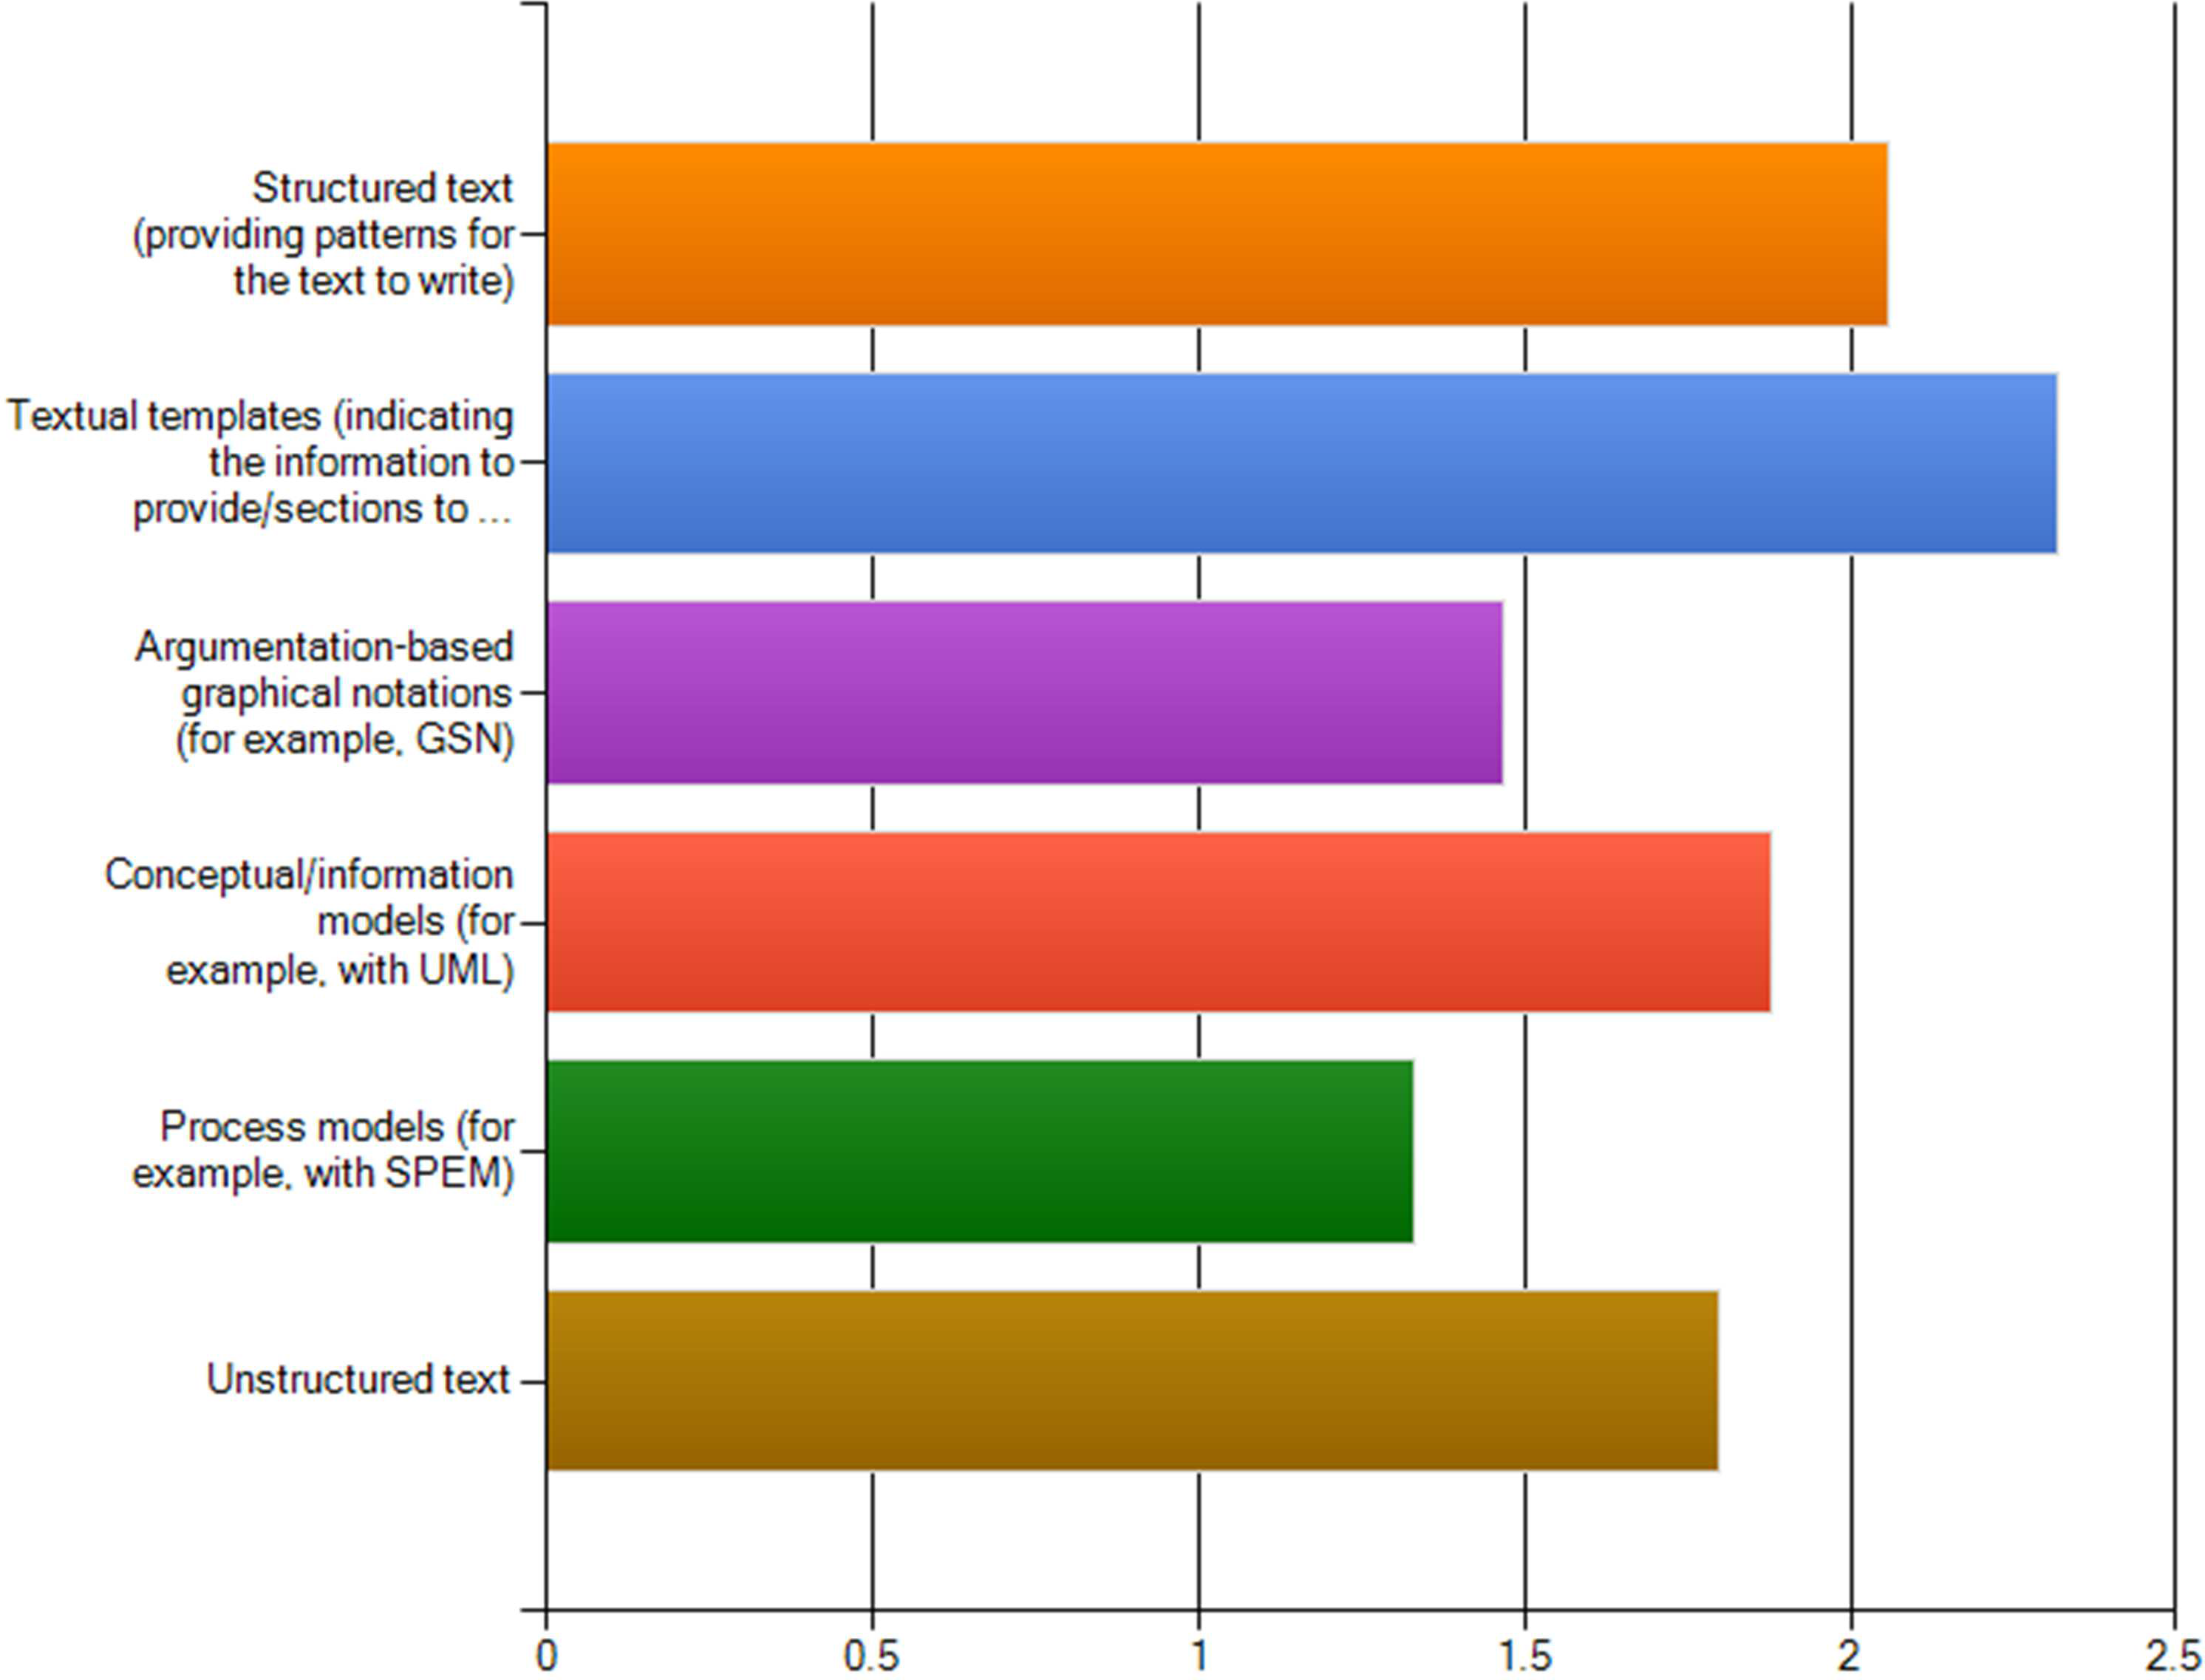 Structured text
(providing patterns for
the text to write)
Textual templates (indicating
the information to
provide/sections to ...
Argumentation-based
graphical notations
(for example, GSN)
Conceptual/information
models (for
example, with UML)
Process models (for
example, with SPEM)
Unstructured text
0 0.5 1 1.5 2 2.5